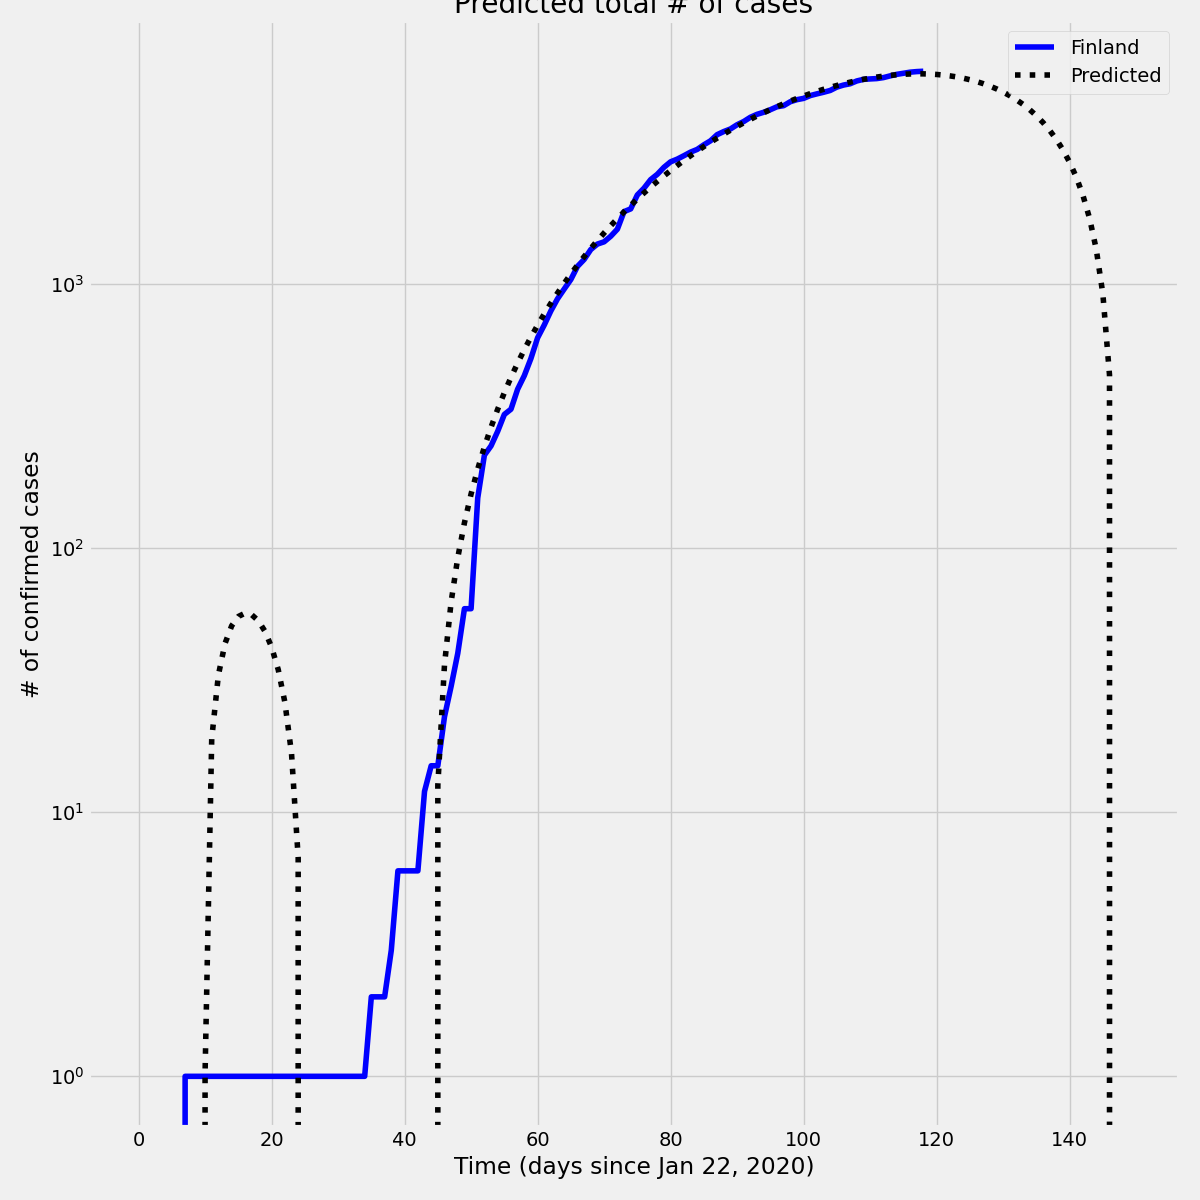 Predicted total # of cases
Finland
Predicted
# of confirmed cases
10³
10²
10¹
10⁰
0 20 40 60 80 100 120 140
Time (days since Jan 22, 2020)